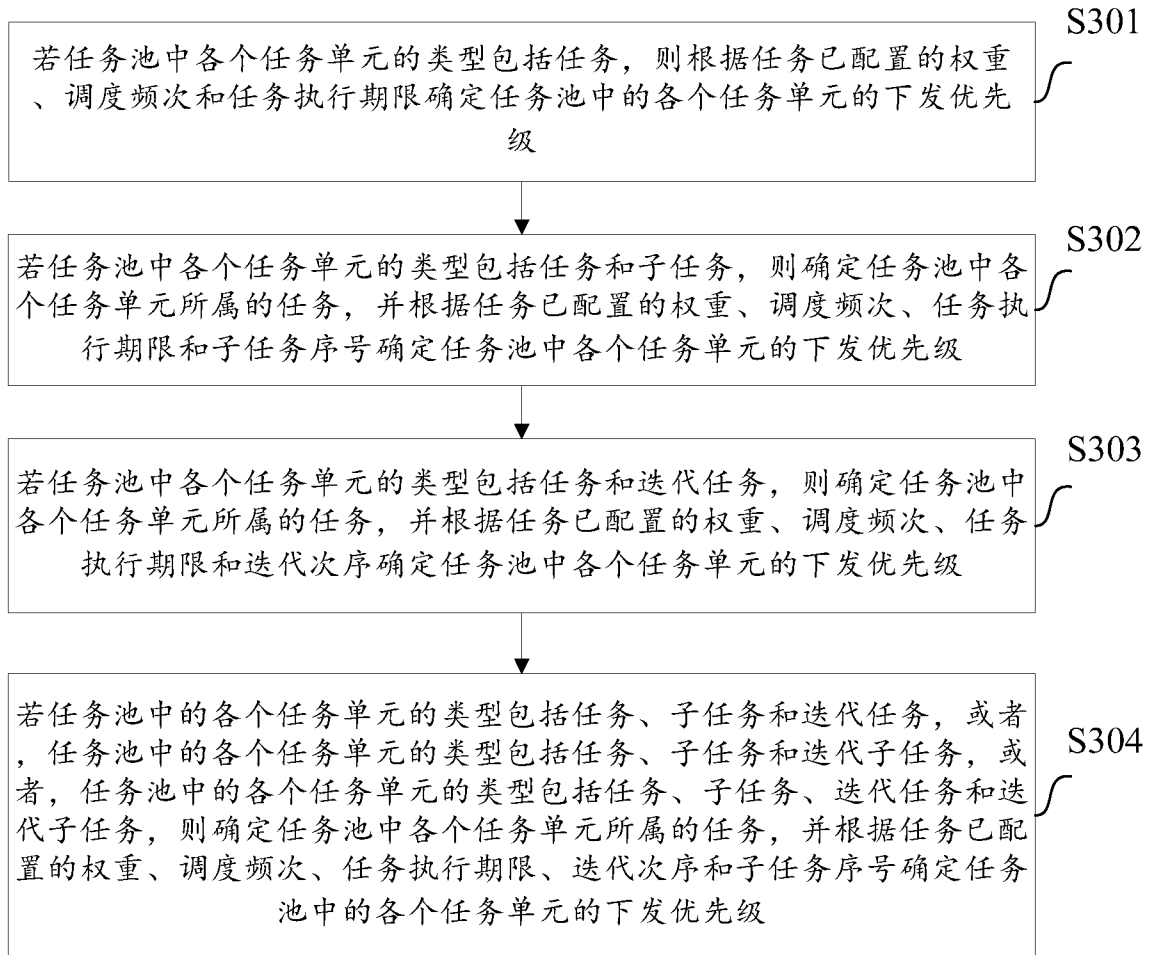 S301
若任务池中各个任务单元的类型包括任务，则根据任务已配置的权重
、调度频次和任务执行期限确定任务池中的各个任务单元的下发优先
级
S302
若任务池中各个任务单元的类型包括任务和子任务，则确定任务池中各
个任务单元所属的任务，并根据任务已配置的权重、调度频次、任务执
行期限和子任务序号确定任务池中各个任务单元的下发优先级
S303
若任务池中各个任务单元的类型包括任务和迭代任务，则确定任务池中
各个任务单元所属的任务，并根据任务已配置的权重、调度频次、任务
执行期限和迭代次序确定任务池中各个任务单元的下发优先级
S304
若任务池中的各个任务单元的类型包括任务、子任务和迭代任务，或者
，任务池中的各个任务单元的类型包括任务、子任务和迭代子任务，或
者，任务池中的各个任务单元的类型包括任务、子任务、迭代任务和迭
代子任务，则确定任务池中各个任务单元所属的任务，并根据任务已配
置的权重、调度频次、任务执行期限、迭代次序和子任务序号确定任务
池中的各个任务单元的下发优先级